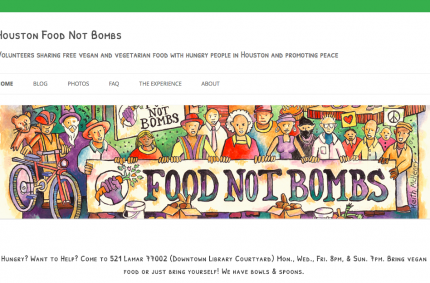 Houston Food Not Bombs
Volunteers sharing free vegan and vegetarian food with hungry people in Houston and promoting peace
HOME BLOG PHOTOS FAQ THE EXPERIENCE ABOUT
NOT
BOMBS
FOOD NOT BOMBS
Hungry? Want to Help? Come to 521 Lamar 77002 (Downtown Library Courtyard) Mon., Wed., Fri. 8pm, & Sun. 7pm. Bring vegan
food or just bring yourself! We have bowls & spoons.